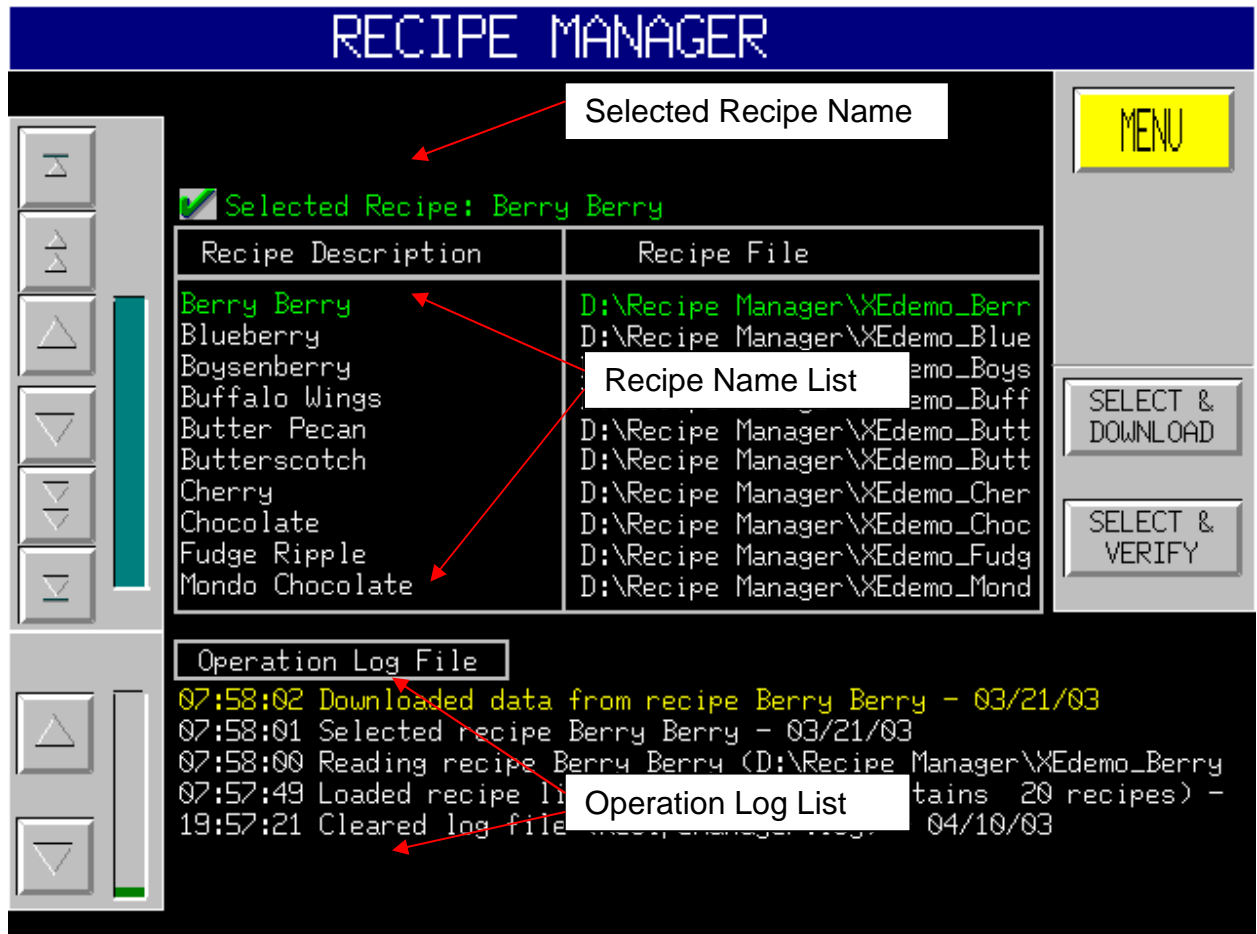 RECIPE MANAGER
Selected Recipe Name
MENU
Selected Recipe: Berry Berry
Recipe Description Recipe File
Berry Berry D:\Recipe Manager\XEdemo_Berr
Blueberry D:\Recipe Manager\XEdemo_Blue
Boysenberry emo_Boys
Recipe Name List
Buffalo Wings emo_Buff
Butter Pecan D:\Recipe Manager\XEdemo_Butt
Butterscotch D:\Recipe Manager\XEdemo_Butt
Cherry D:\Recipe Manager\XEdemo_Cher
Chocolate D:\Recipe Manager\XEdemo_Choc
Fudge Ripple D:\Recipe Manager\XEdemo_Fudg
Mondo Chocolate D:\Recipe Manager\XEdemo_Mond
SELECT &
DOWNLOAD
SELECT &
VERIFY
Operation Log File
07:58:02 Downloaded data from recipe Berry Berry - 03/21/03
07:58:01 Selected recipe Berry Berry - 03/21/03
07:58:00 Reading recipe Berry Berry (D:\Recipe Manager\XEdemo_Berry
07:57:49 Loaded recipe li tains 20 recipes) -
Operation Log List
19:57:21 Cleared log file 04/10/03